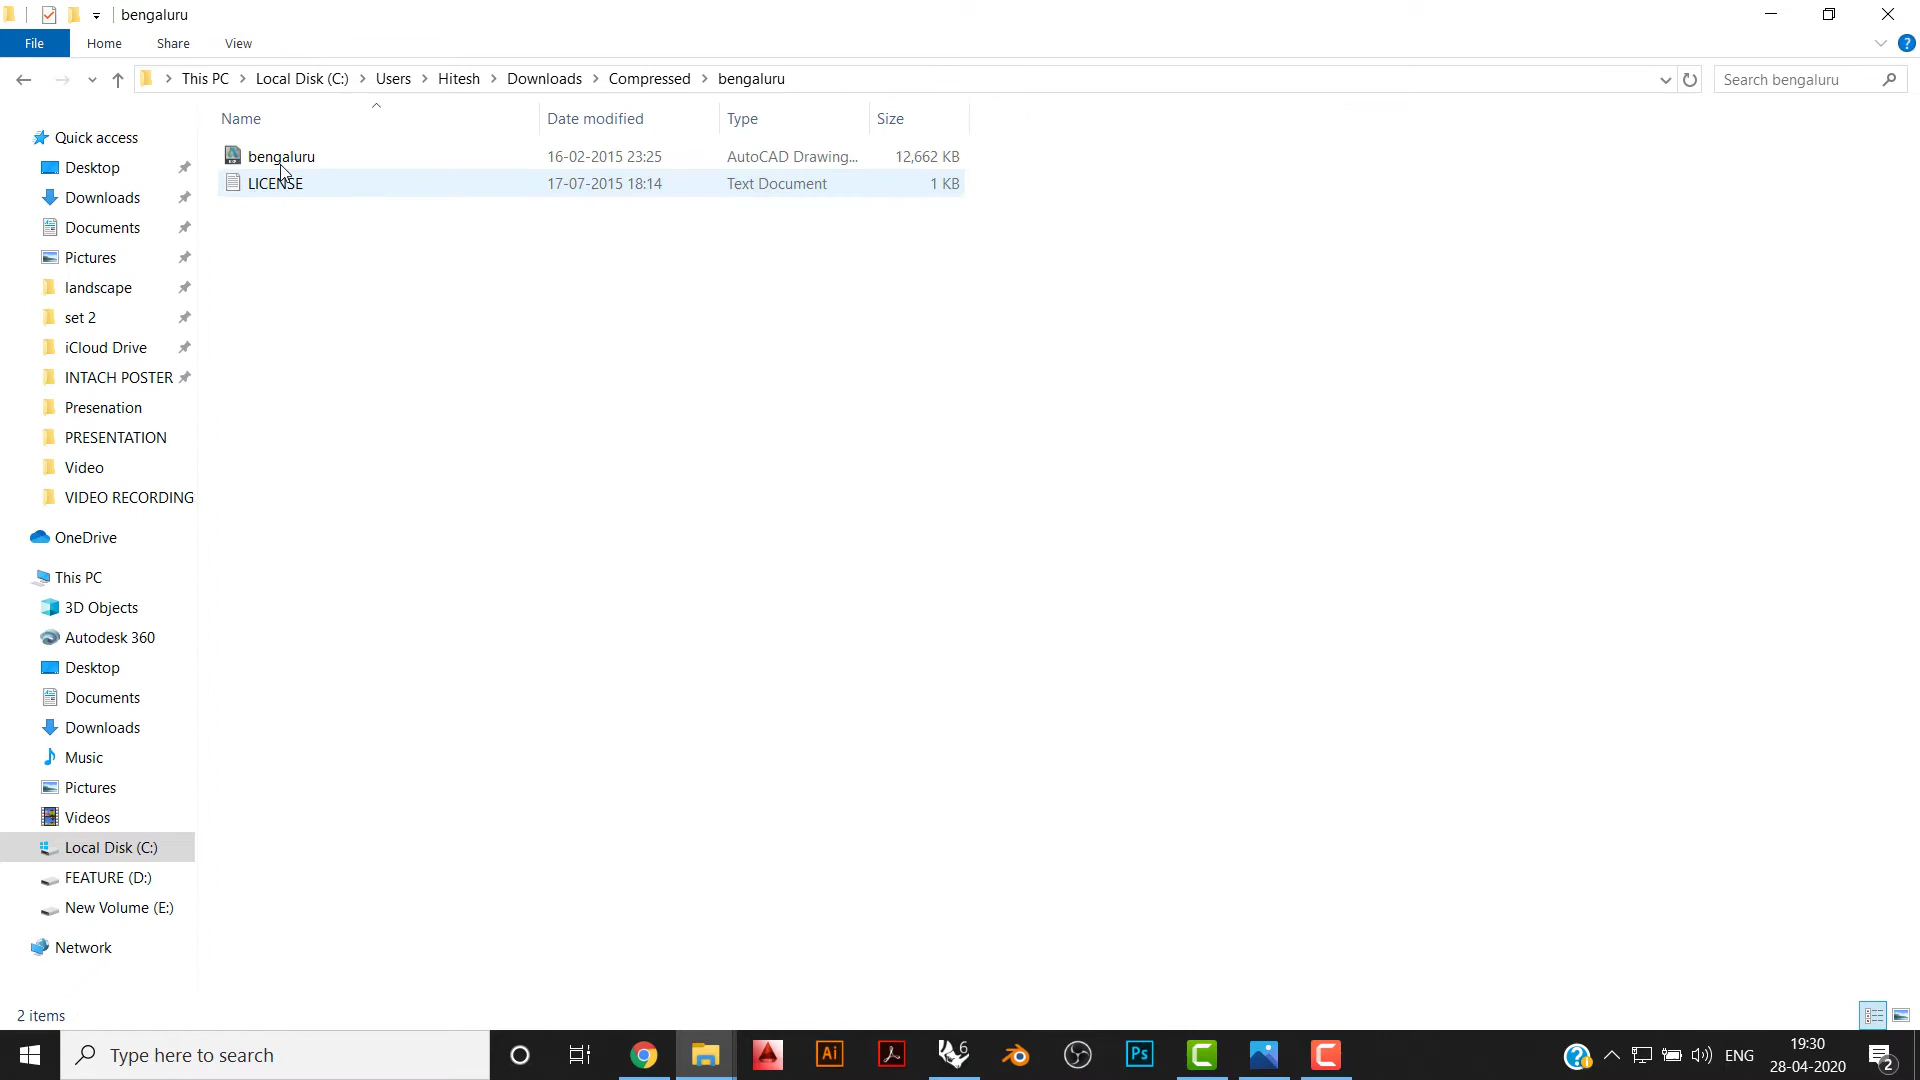 bengaluru
File Home Share View
This PC Local Disk (C:) Users Hitesh Downloads Compressed bengaluru
Search bengaluru
Name Date modified Type Size
bengaluru 16-02-2015 23:25 AutoCAD Drawing... 12,662 KB
LICENSE 17-07-2015 18:14 Text Document 1 KB
Quick access
Desktop
Downloads
Documents
Pictures
landscape
set 2
iCloud Drive
INTACH POSTER
Presenation
PRESENTATION
Video
VIDEO RECORDING
OneDrive
This PC
3D Objects
Autodesk 360
Desktop
Documents
Downloads
Music
Pictures
Videos
Local Disk (C:)
FEATURE (D:)
New Volume (E:)
Network
2 items
Type here to search
Ai
Ps
6
ENG
19:30
28-04-2020
2